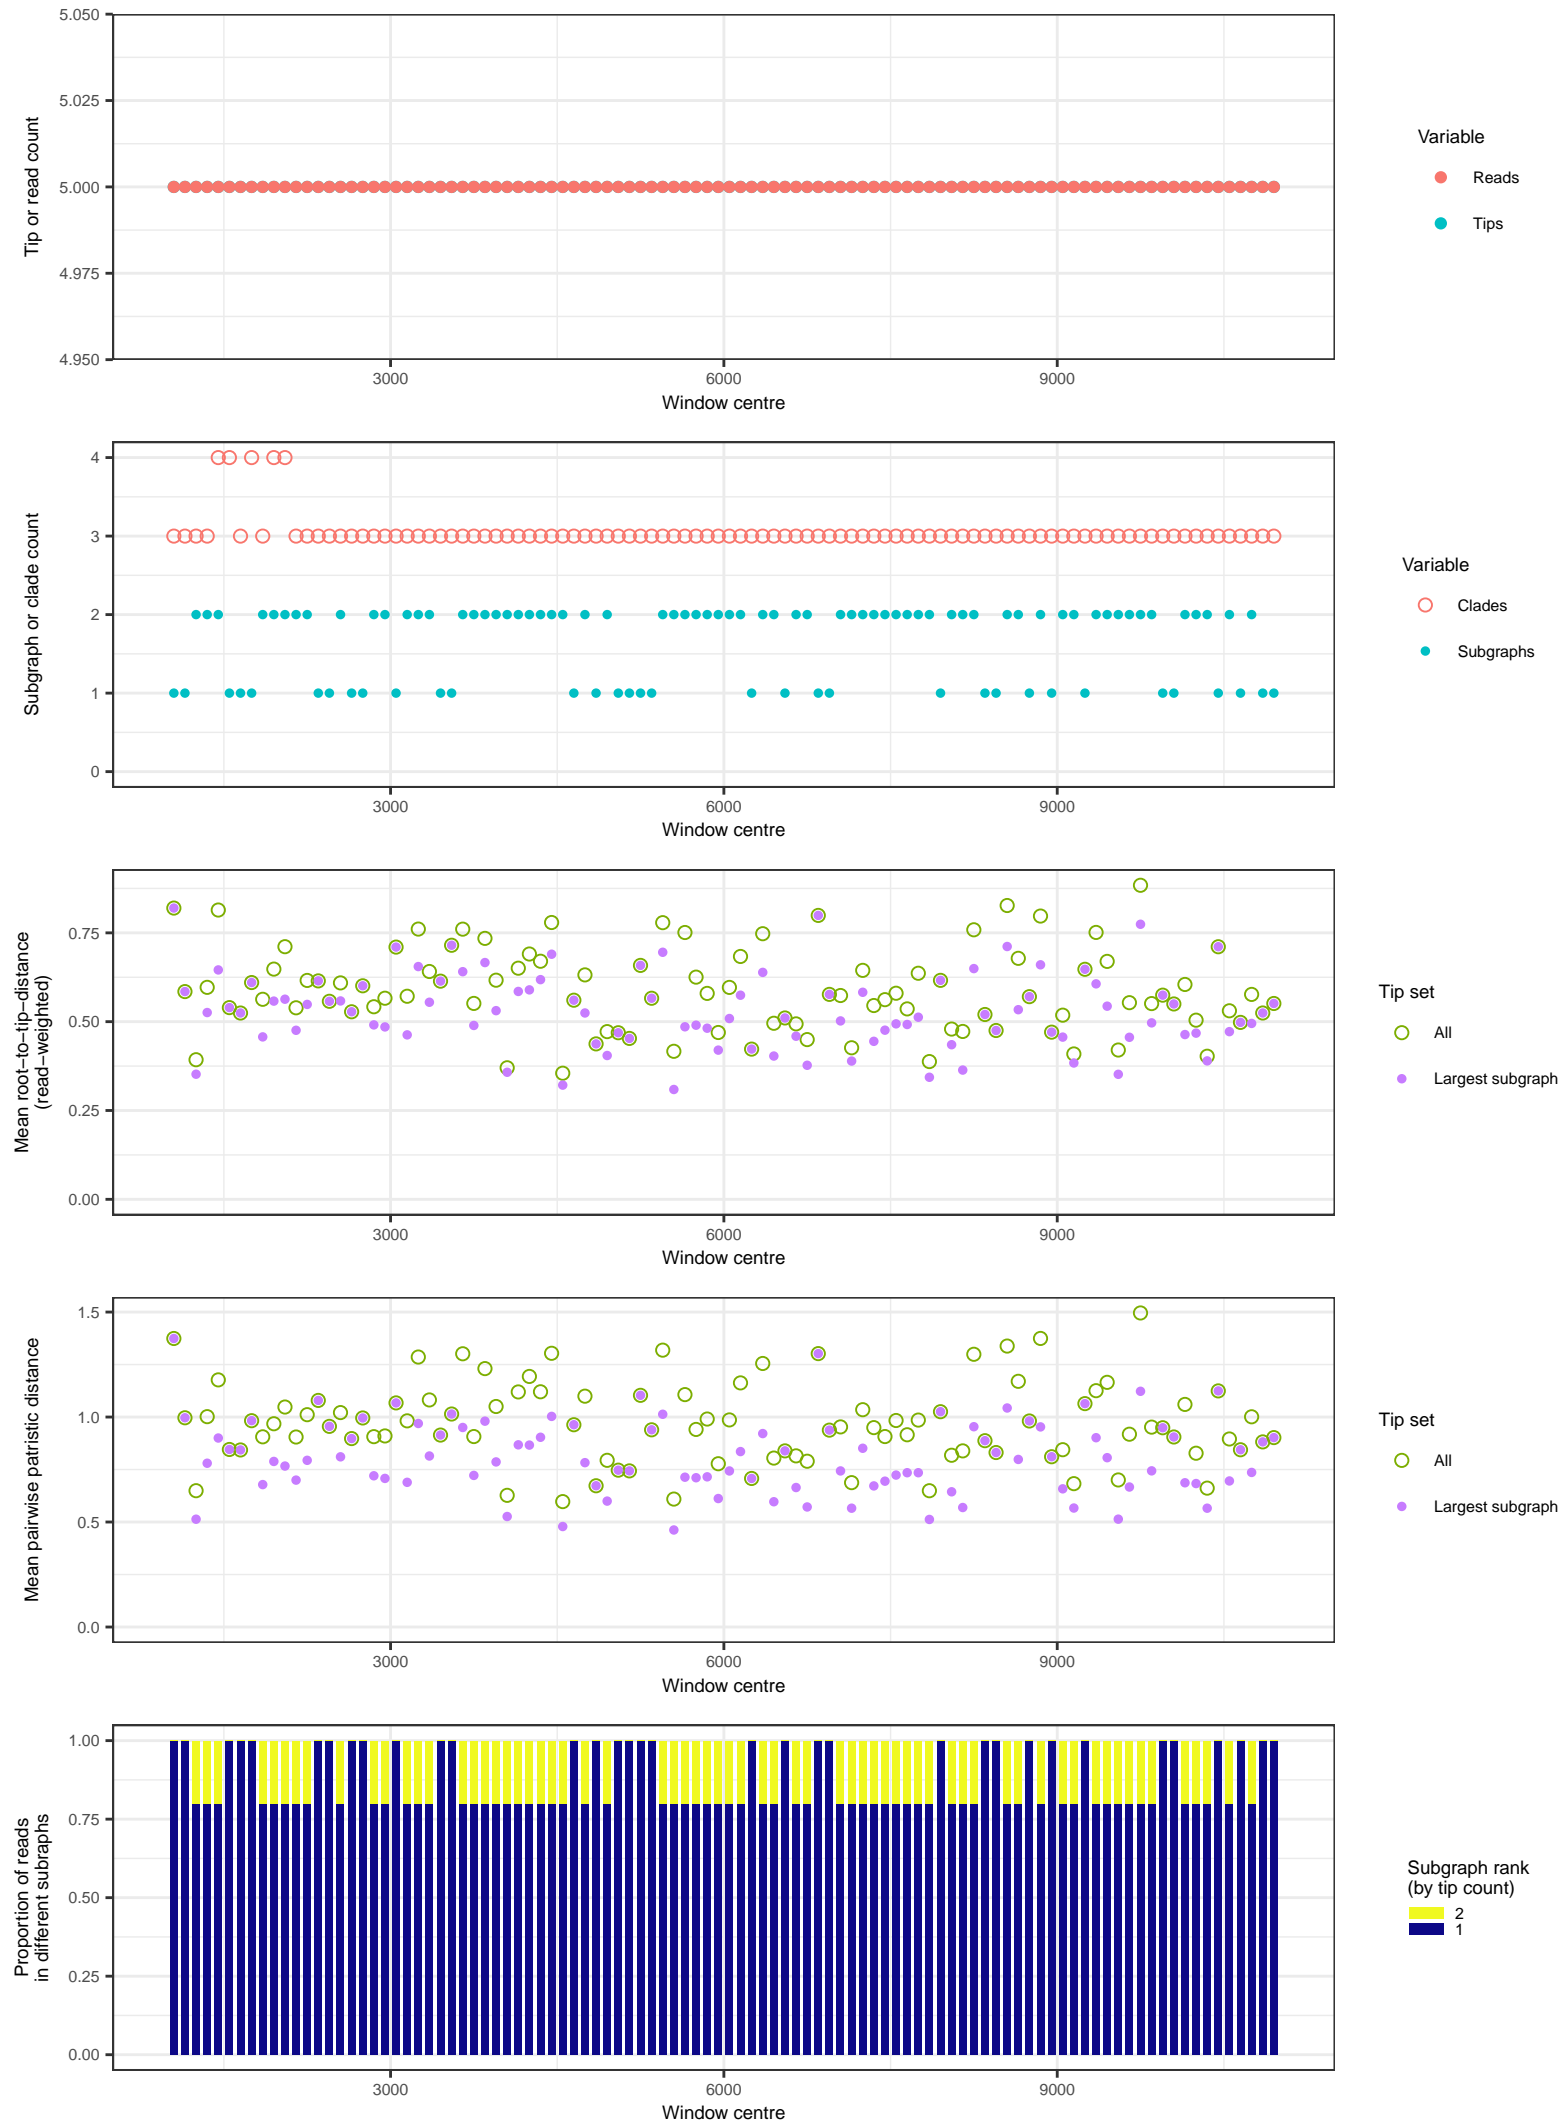 5.050
5.025
5.000
4.975
4.950
Tip or read count
3000
6000
9000
Window centre
Variable
Reads
Tips
4
3
2
1
0
Subgraph or clade count
3000
6000
9000
Window centre
Variable
Clades
Subgraphs
0.75
0.50
0.25
0.00
Mean root−to−tip−distance
(read−weighted)
3000
6000
9000
Window centre
Tip set
All
Largest subgraph
1.5
1.0
0.5
0.0
Mean pairwise patristic distance
3000
6000
9000
Window centre
Tip set
All
Largest subgraph
1.00
0.75
0.50
0.25
0.00
Proportion of reads
in different subraphs
3000
6000
9000
Window centre
Subgraph rank
(by tip count)
2
1